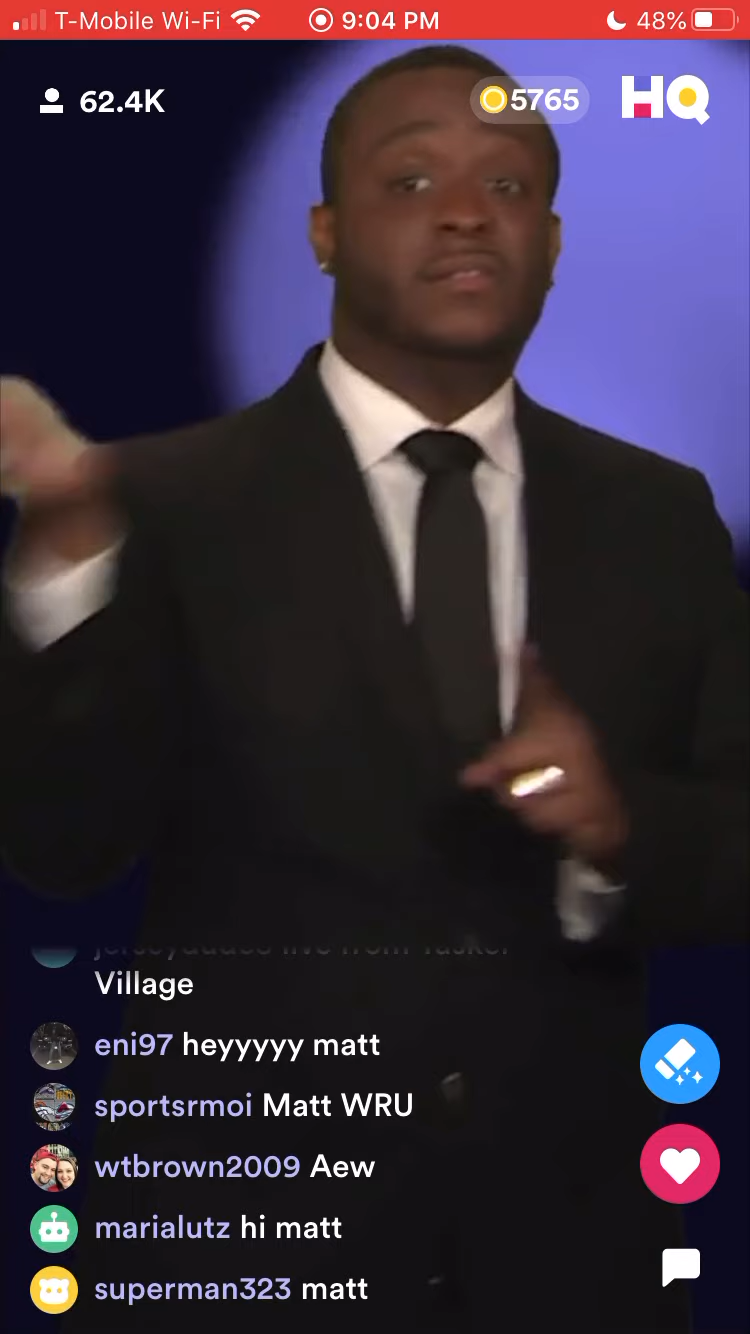 T-Mobile Wi-Fi 9:04 PM 48%
62.4K 5765 HQ
Village
eni97 heyyyyy matt
sportsrmoi Matt WRU
wtbrown2009 Aew
marialutz hi matt
superman323 matt